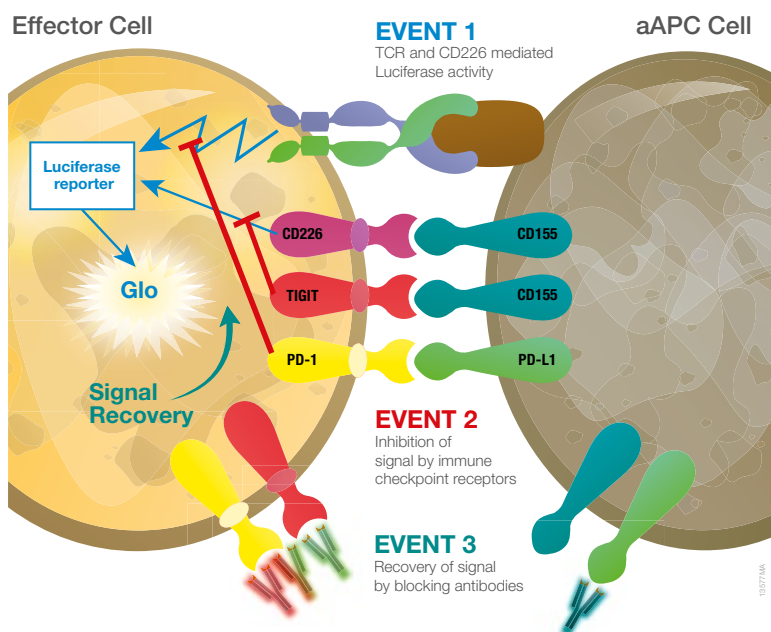 Effector Cell
EVENT 1
TCR and CD226 mediated
Luciferase activity
aAPC Cell
Luciferase
reporter
Glo
CD226
CD155
TIGIT
CD155
PD-1
PD-L1
Signal
Recovery
EVENT 2
Inhibition of
signal by immune
checkpoint receptors
EVENT 3
Recovery of signal
by blocking antibodies
13577MA